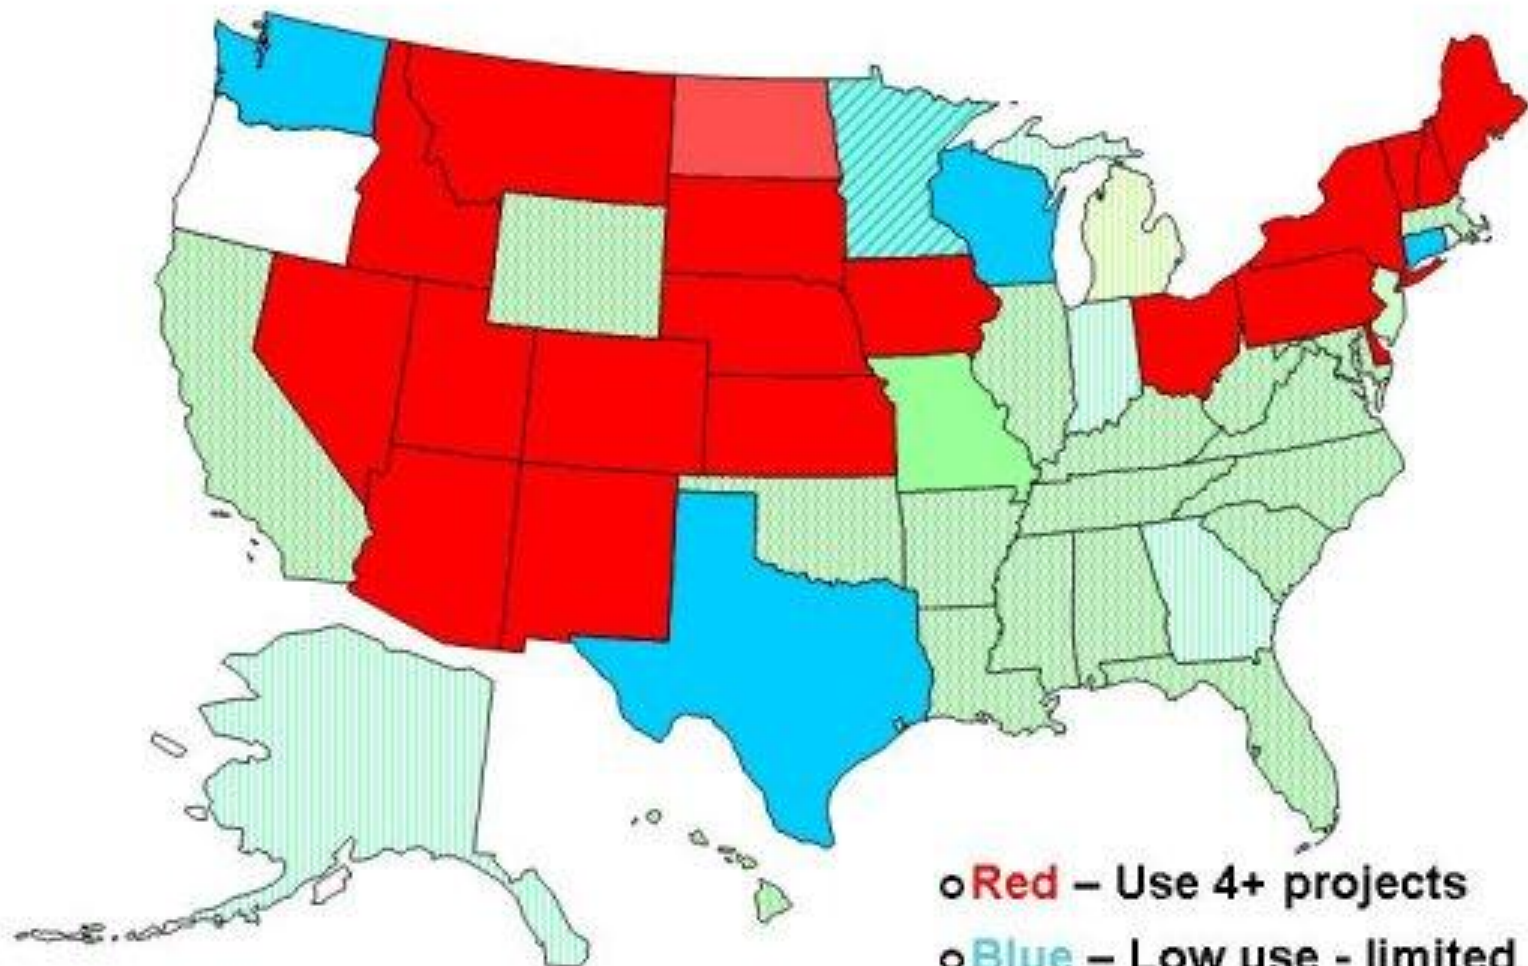 Red – Use 4+ projects
Blue – Low use - limited